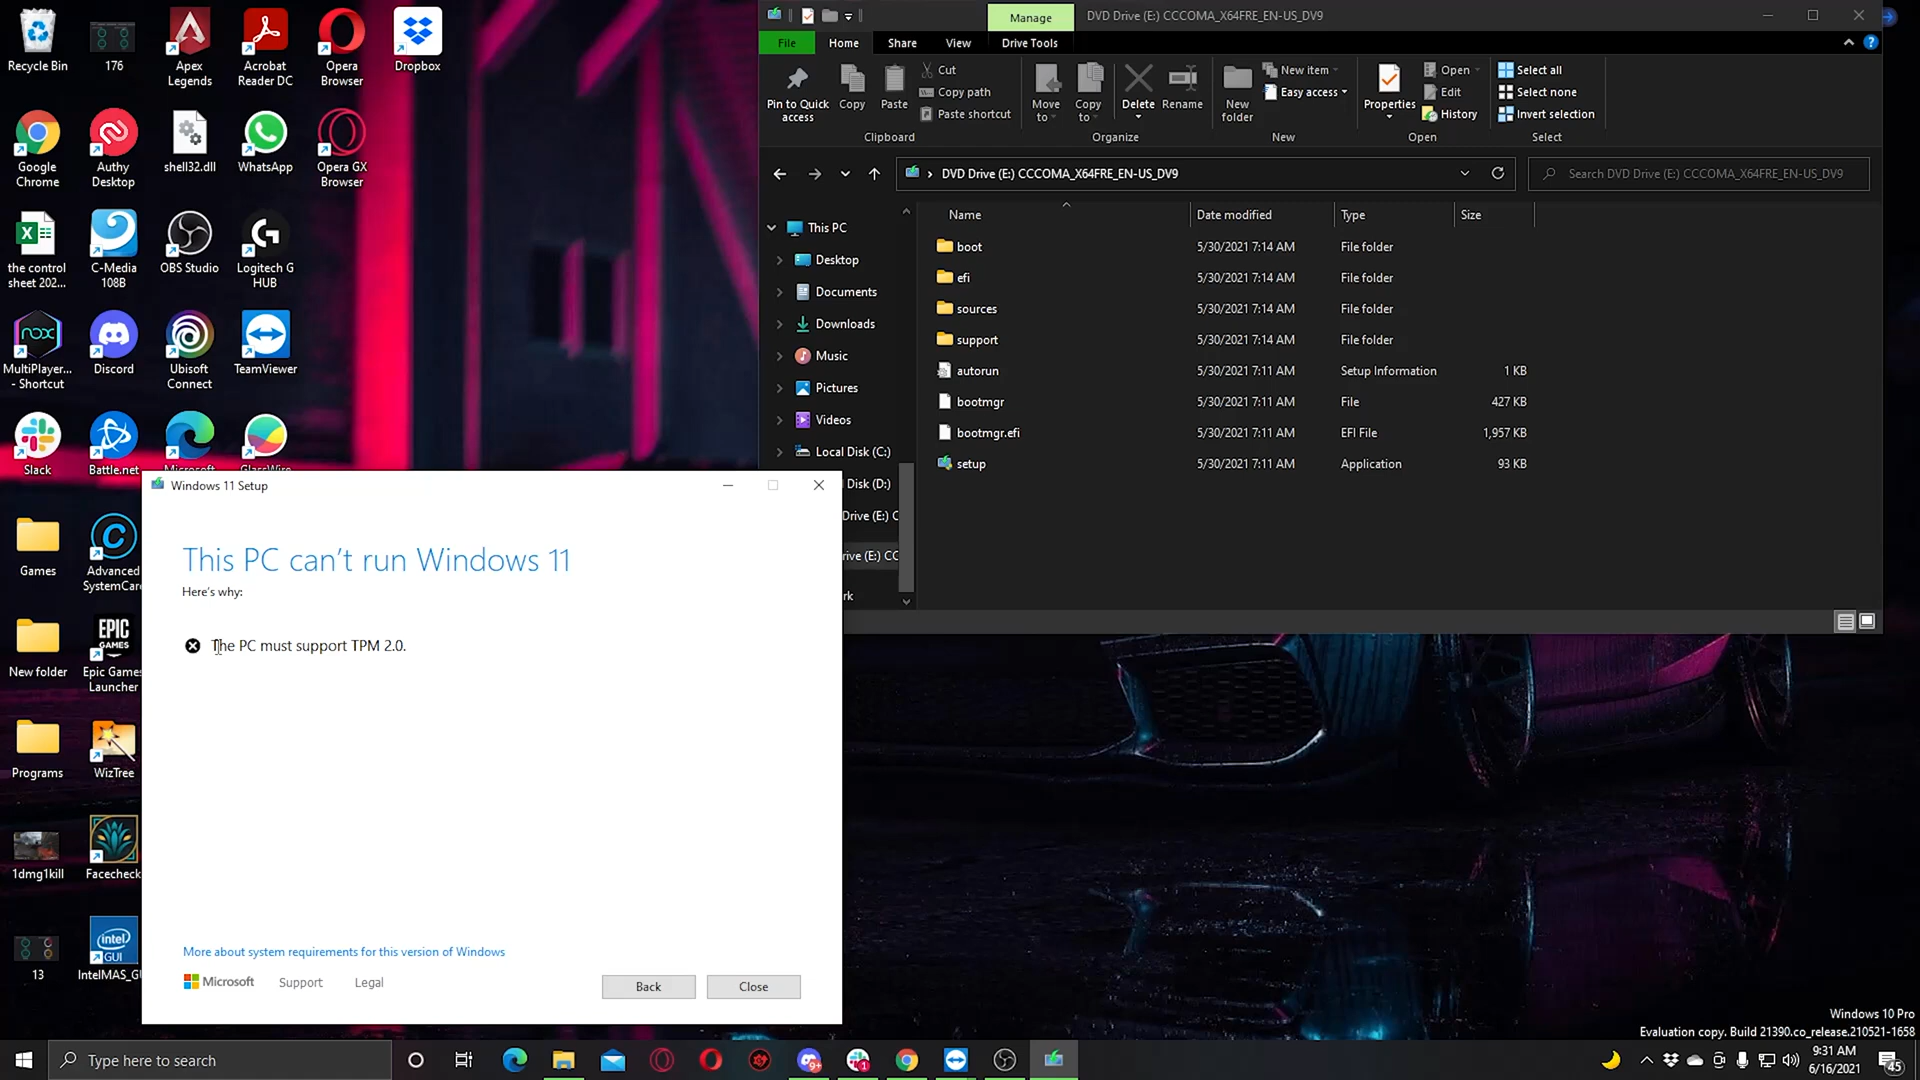 Recycle Bin
176
Apex
Legends
Acrobat
Reader DC
Opera
Browser
Dropbox
Google
Chrome
Authy
Desktop
shell32.dll
WhatsApp
Opera GX
Browser
the control
sheet 202...
C-Media
108B
OBS Studio
Logitech G
HUB
nox
MultiPlayer...
- Shortcut
Discord
Ubisoft
Connect
TeamViewer
Slack
Battle.net
Microsoft
GlassWire
Games
Advanced
SystemCare
New folder
EPIC
GAMES
Epic Games
Launcher
Programs
WizTree
1dmg1kill
Facecheck
13
intel
GUI
IntelMAS_GU
Manage
DVD Drive (E:) CCCOMA_X64FRE_EN-US_DV9
File
Home
Share
View
Drive Tools
Pin to Quick
access
Copy
Paste
Cut
Copy path
Paste shortcut
Clipboard
Move
to
Copy
to
Delete
Rename
Organize
New
folder
New item
Easy access
New
Properties
Open
Edit
History
Open
Select all
Select none
Invert selection
Select
DVD Drive (E:) CCCOMA_X64FRE_EN-US_DV9
Search DVD Drive (E:) CCCOMA_X64FRE_EN-US_DV9
This PC
Desktop
Documents
Downloads
Music
Pictures
Videos
Local Disk (C:)
l Disk (D:)
Drive (E:) C
rive (E:) CC
rk
Name Date modified Type Size
boot 5/30/2021 7:14 AM File folder
efi 5/30/2021 7:14 AM File folder
sources 5/30/2021 7:14 AM File folder
support 5/30/2021 7:14 AM File folder
autorun 5/30/2021 7:11 AM Setup Information 1 KB
bootmgr 5/30/2021 7:11 AM File 427 KB
bootmgr.efi 5/30/2021 7:11 AM EFI File 1,957 KB
setup 5/30/2021 7:11 AM Application 93 KB
Windows 11 Setup
This PC can't run Windows 11
Here's why:
The PC must support TPM 2.0.
More about system requirements for this version of Windows
Microsoft
Support
Legal
Back
Close
Windows 10 Pro
Evaluation copy. Build 21390.co_release.210521-1658
Type here to search
9+
1
9:31 AM
6/16/2021
45